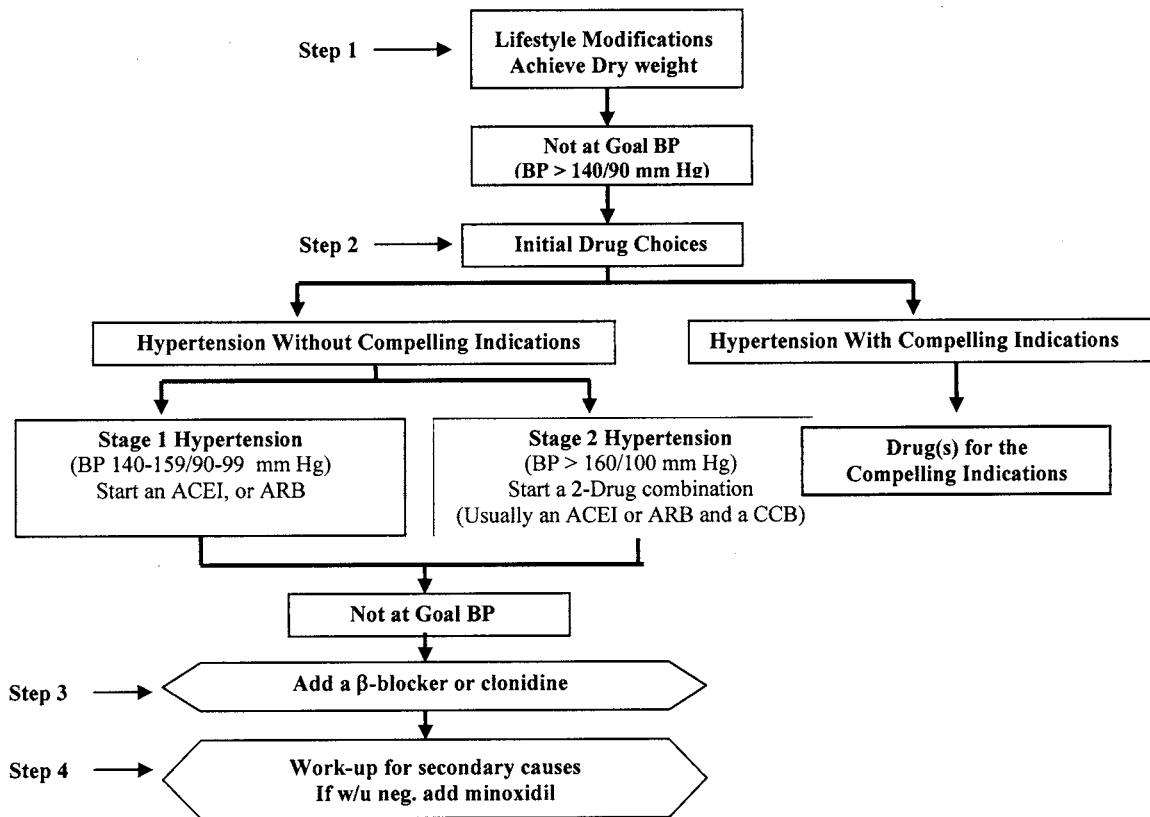 Step 1
Lifestyle Modifications
Achieve Dry weight
Not at Goal BP
(BP > 140/90 mm Hg)
Step 2
Initial Drug Choices
Hypertension Without Compelling Indications
Hypertension With Compelling Indications
Stage 1 Hypertension
(BP 140-159/90-99 mm Hg)
Start an ACEI, or ARB
Stage 2 Hypertension
(BP > 160/100 mm Hg)
Start a 2-Drug combination
(Usually an ACEI or ARB and a CCB)
Drug(s) for the
Compelling Indications
Not at Goal BP
Step 3
Add a β-blocker or clonidine
Step 4
Work-up for secondary causes
If w/u neg. add minoxidil